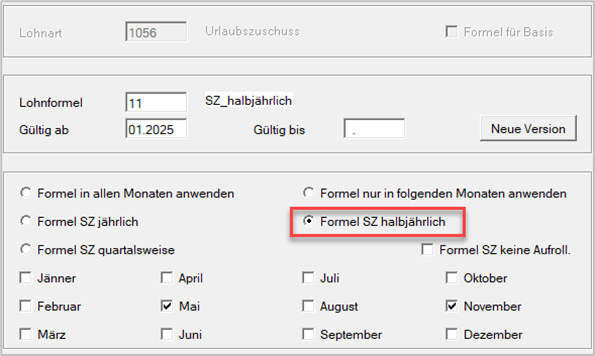 Lohnart 1056 Urlaubszuschuss Formel für Basis
Lohnformel 11 SZ_halbjährlich
Gültig ab 01.2025 Gültig bis . Neue Version
Formel in allen Monaten anwenden Formel nur in folgenden Monaten anwenden
Formel SZ jährlich Formel SZ halbjährlich
Formel SZ quartalsweise Formel SZ keine Aufroll.
Jänner April Juli Oktober
Februar Mai August November
März Juni September Dezember